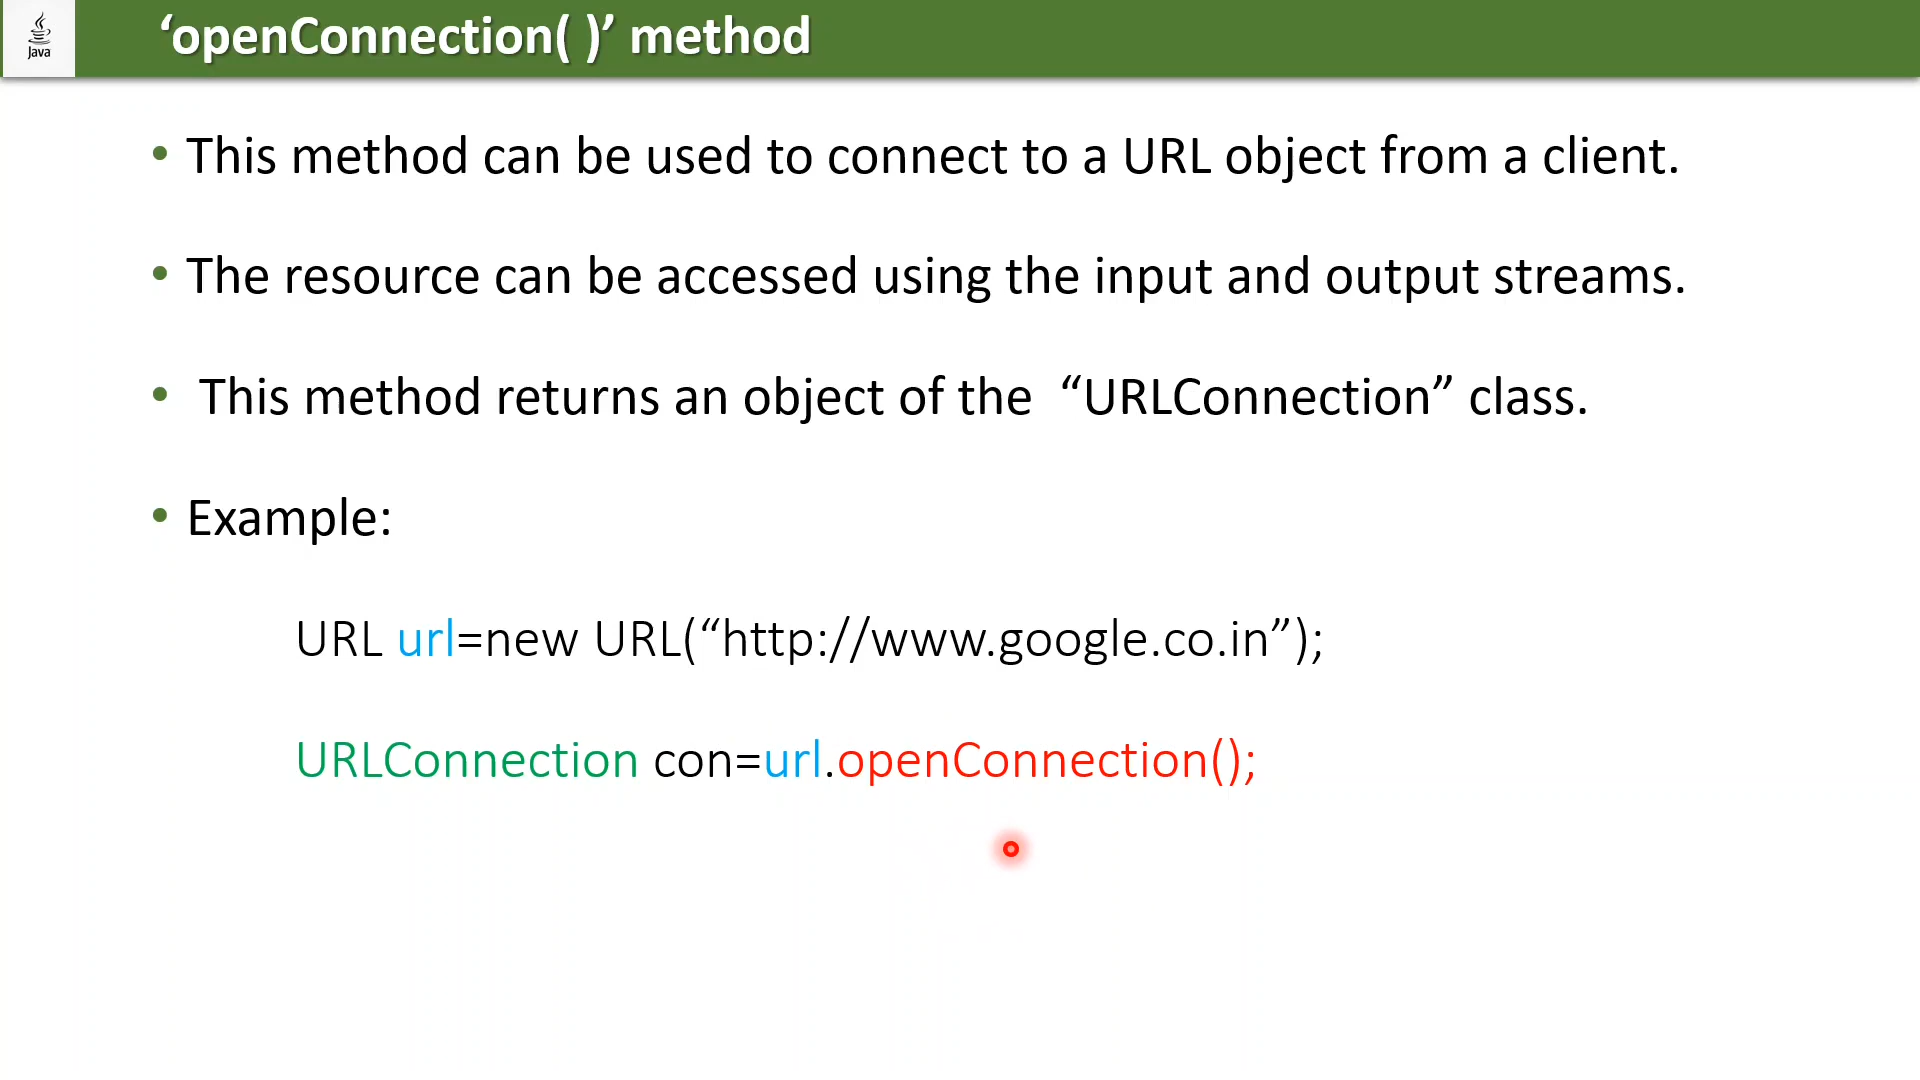 Java
‘openConnection( )’ method
• This method can be used to connect to a URL object from a client.
• The resource can be accessed using the input and output streams.
• This method returns an object of the “URLConnection” class.
• Example:
URL url=new URL(“http://www.google.co.in”);
URLConnection con=url.openConnection();